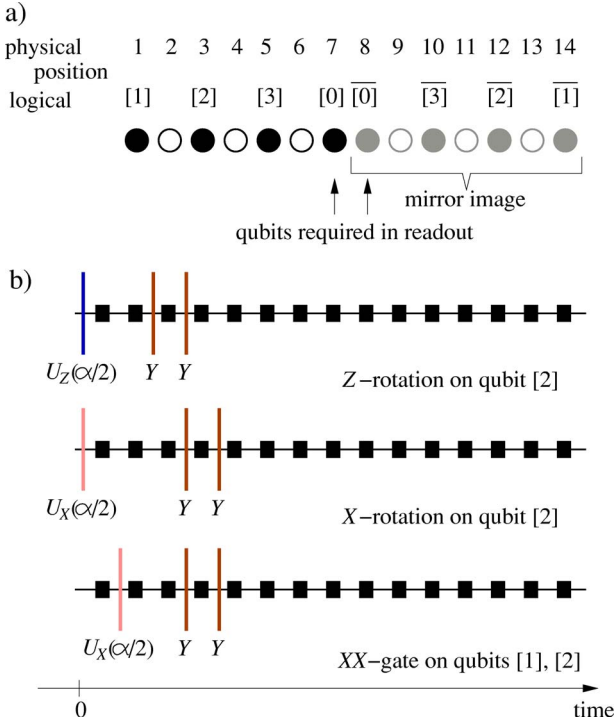 a)
physical 1 2 3 4 5 6 7 8 9 10 11 12 13 14
position
logical [1] [2] [3] [0] [0̅] [3̅] [2̅] [1̅]
mirror image
qubits required in readout
b)
U_Z(α/2) Y Y
Z−rotation on qubit [2]
U_X(α/2) Y Y
X−rotation on qubit [2]
U_X(α/2) Y Y
XX−gate on qubits [1], [2]
0 time